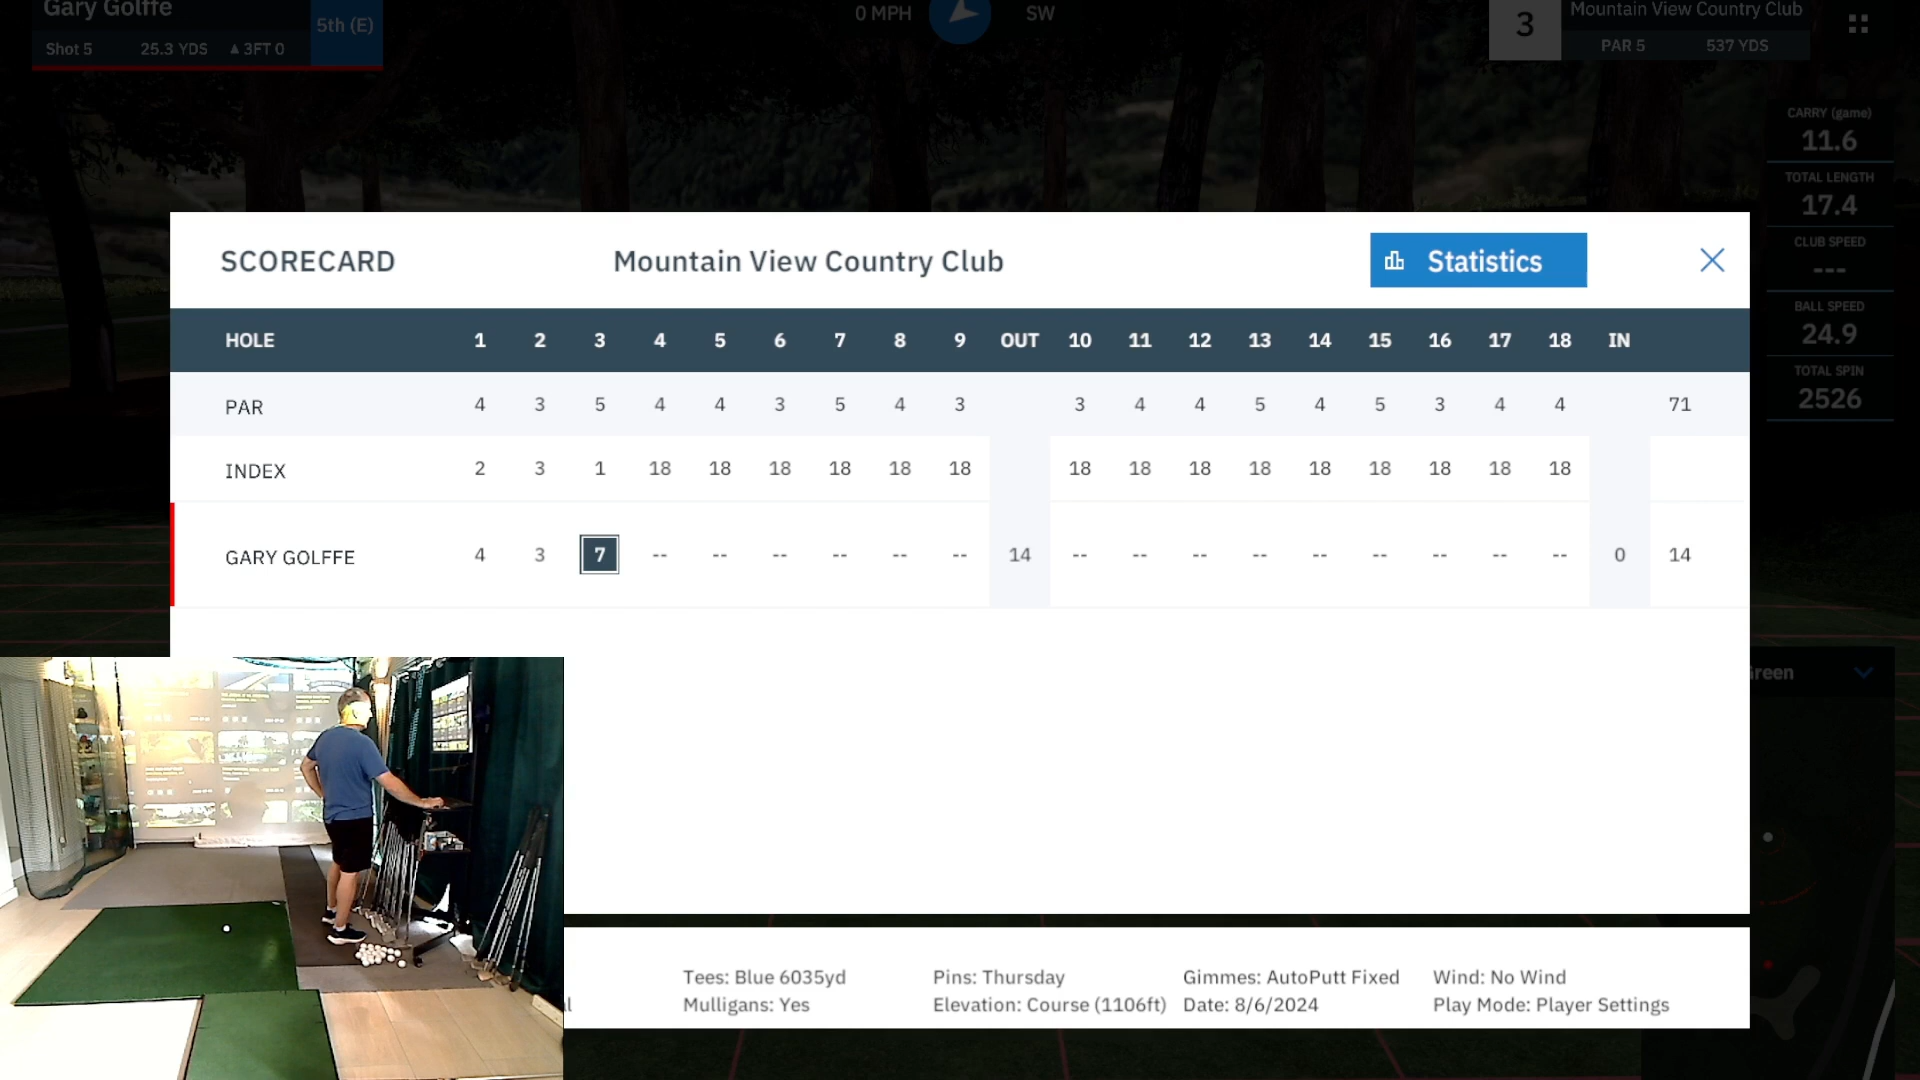 Gary Golffe
5th (E)
Shot 5 25.3 YDS ▲3FT 0
0 MPH SW
3
Mountain View Country Club
PAR 5 537 YDS
CARRY (game)
11.6
TOTAL LENGTH
17.4
CLUB SPEED
---
BALL SPEED
24.9
TOTAL SPIN
2526
SCORECARD Mountain View Country Club Statistics
HOLE 1 2 3 4 5 6 7 8 9 OUT 10 11 12 13 14 15 16 17 18 IN
PAR 4 3 5 4 4 3 5 4 3 3 4 4 5 4 5 3 4 4 71
INDEX 2 3 1 18 18 18 18 18 18 18 18 18 18 18 18 18 18 18
GARY GOLFFE 4 3 7 -- -- -- -- -- -- 14 -- -- -- -- -- -- -- -- -- 0 14
Tees: Blue 6035yd Pins: Thursday Gimmes: AutoPutt Fixed Wind: No Wind
Mulligans: Yes Elevation: Course (1106ft) Date: 8/6/2024 Play Mode: Player Settings